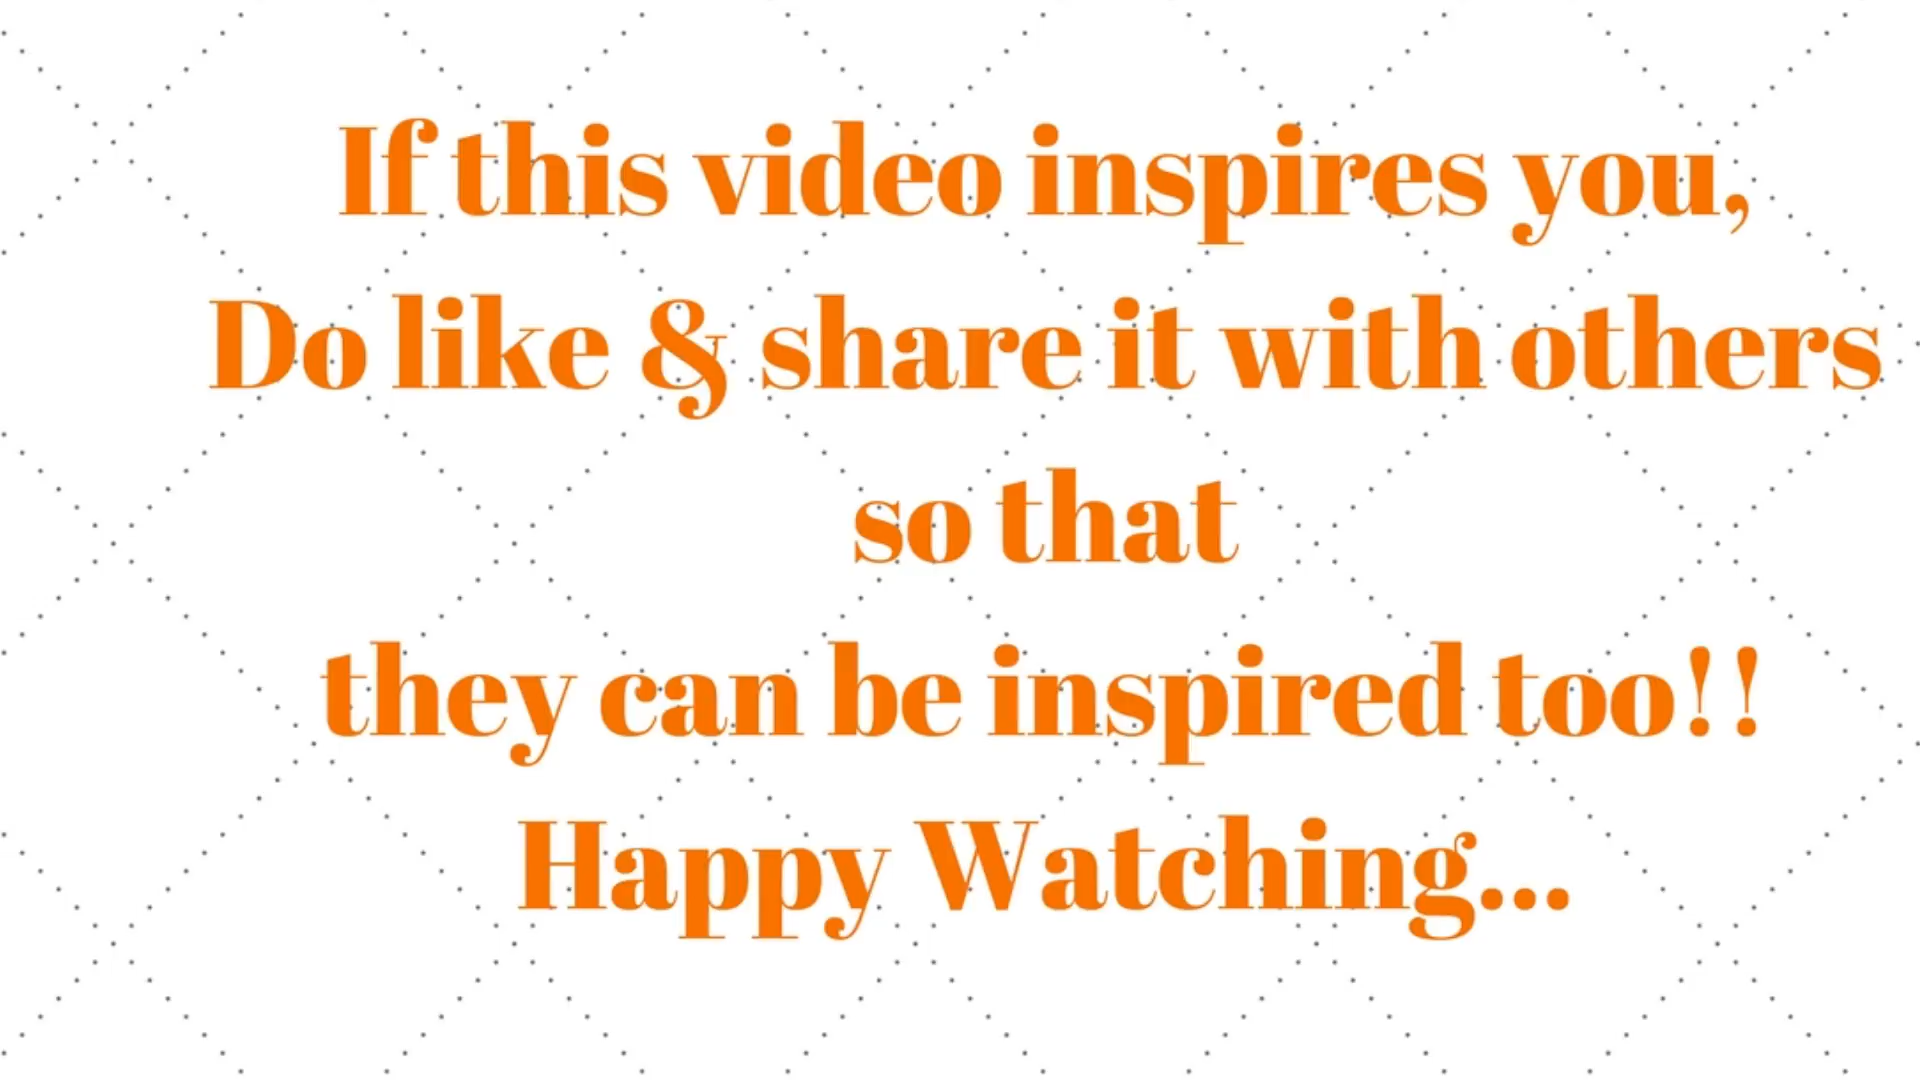 If this video inspires you,
Do like & share it with others
so that
they can be inspired too!!
Happy Watching...